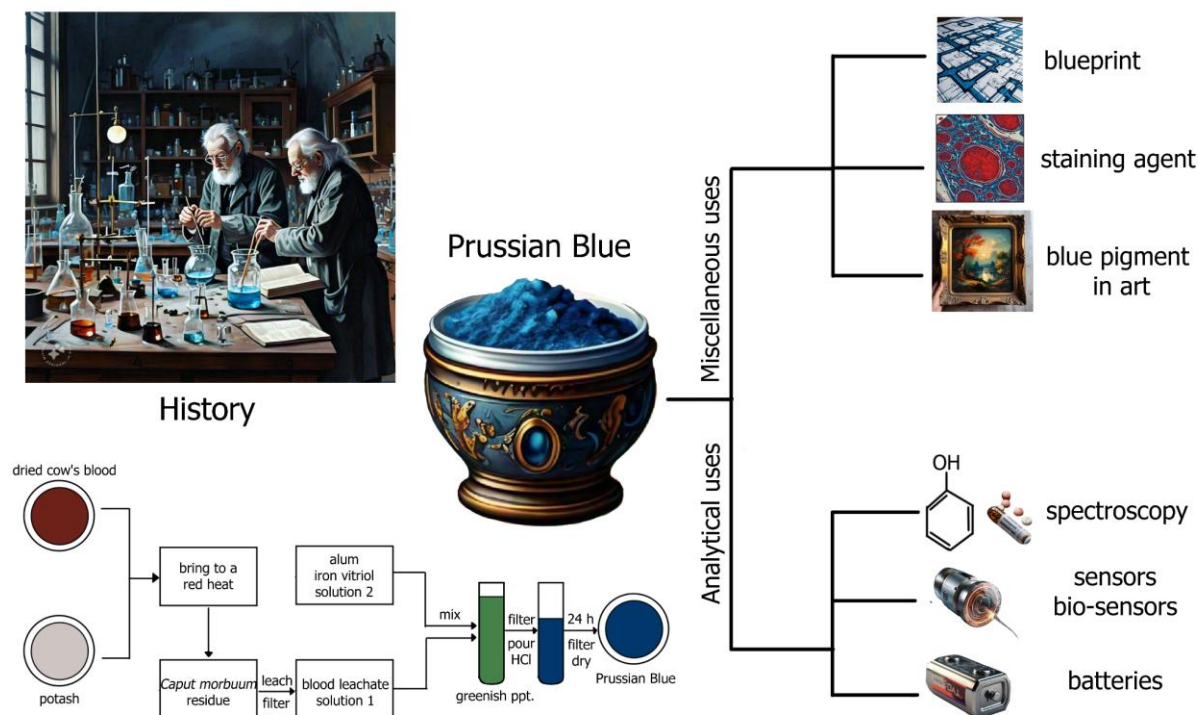 Prussian Blue
History
dried cow's blood
potash
bring to a
red heat
Caput morbuum
residue
leach
filter
blood leachate
solution 1
alum
iron vitriol
solution 2
mix
greenish ppt.
filter
pour
HCl
24 h
filter
dry
Prussian Blue
Miscellaneous uses
blueprint
staining agent
blue pigment
in art
Analytical uses
OH
spectroscopy
sensors
bio-sensors
batteries